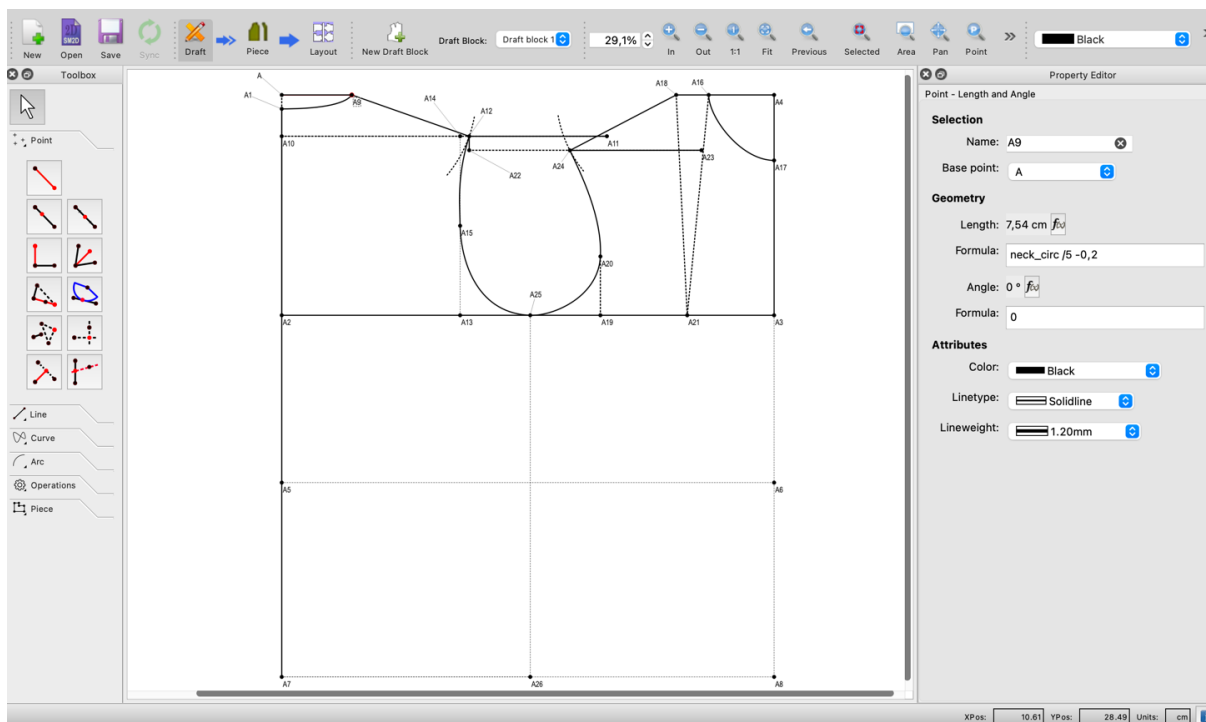 New
Open
Save
Sync
Draft
Piece
Layout
New Draft Block
Draft Block:
Draft block 1
29,1%
In
Out
1:1
Fit
Previous
Selected
Area
Pan
Point
Black
SM2D
Toolbox
Property Editor
Point - Length and Angle
Selection
Name: A9
Base point: A
Geometry
Length: 7,54 cm
Formula: neck_circ /5 -0,2
Angle: 0 °
Formula: 0
Attributes
Color: Black
Linetype: Solidline
Lineweight: 1.20mm
Point
Line
Curve
Arc
Operations
Piece
A
A1
A9
A14
A12
A18
A16
A4
A10
A11
A23
A24
A22
A17
A15
A20
A25
A2
A13
A19
A21
A3
A5
A6
A7
A26
A8
XPos: 10.61 YPos: 28.49 Units: cm